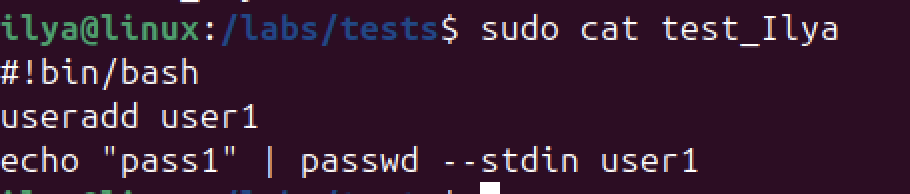 ilya@linux:/labs/tests$ sudo cat test_Ilya
#!bin/bash
useradd user1
echo "pass1" | passwd --stdin user1